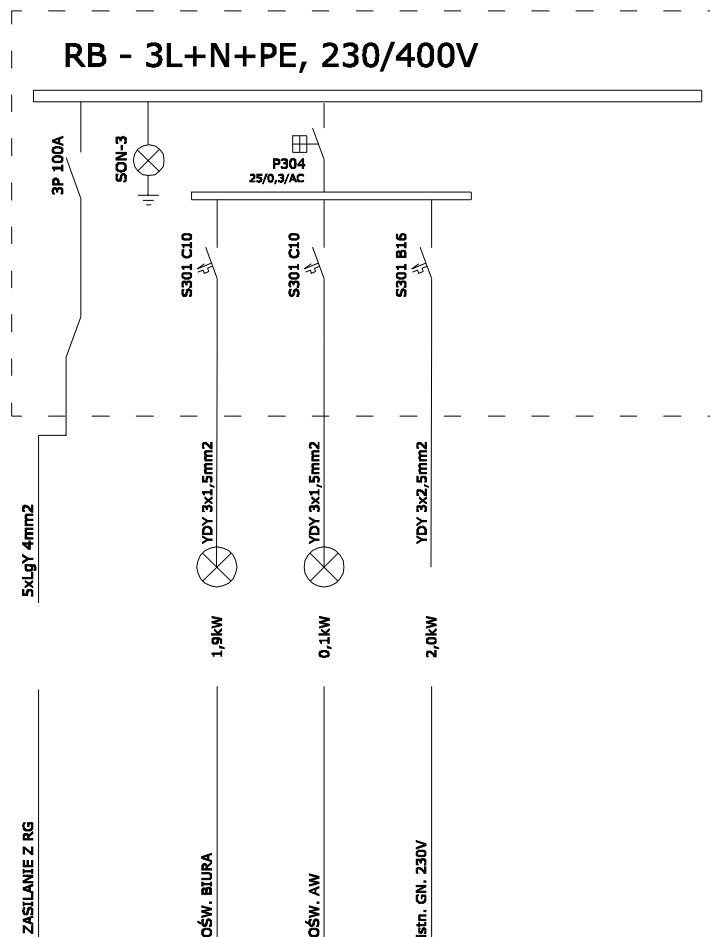 RB - 3L+N+PE, 230/400V
3P 100A
SON-3
P304
25/0,3/AC
S301 C10
S301 C10
S301 B16
5xLgY 4mm2
YDY 3x1,5mm2
YDY 3x1,5mm2
YDY 3x2,5mm2
1,9kW
0,1kW
2,0kW
ZASILANIE Z RG
OŚW. BIURA
OŚW. AW
istn. GN. 230V